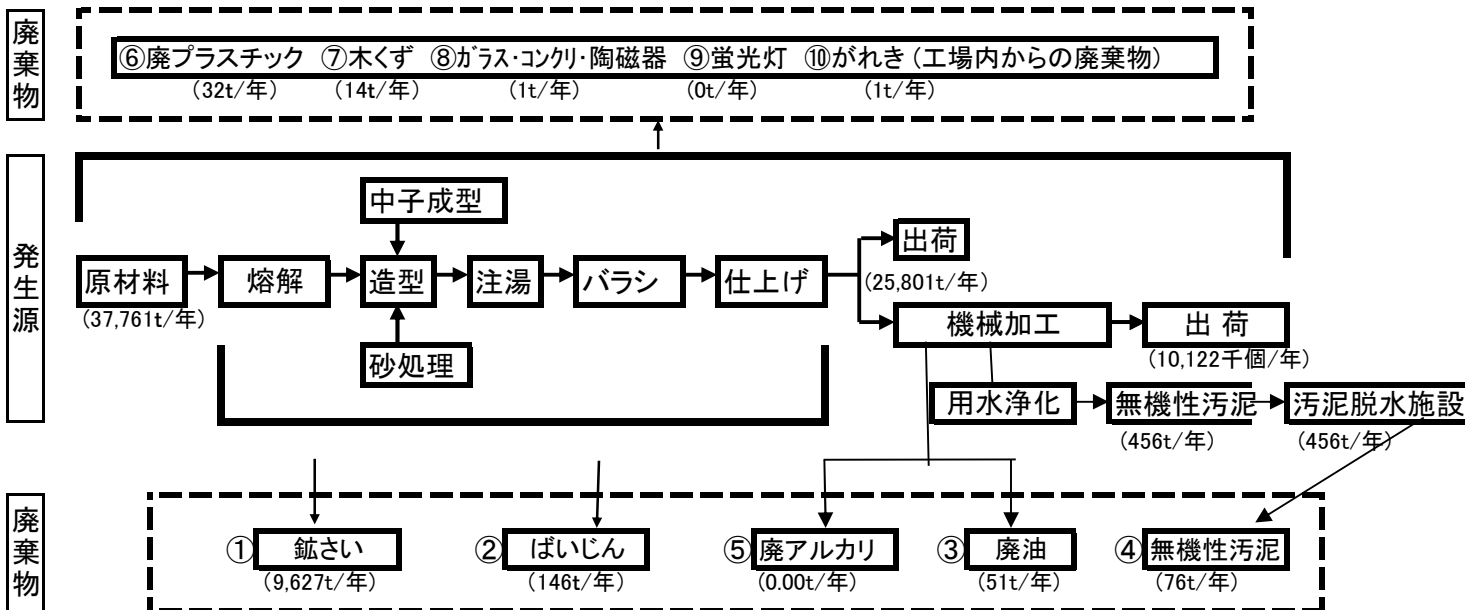 廃棄物
⑥廃プラスチック ⑦木くず ⑧ガラス・コンクリ・陶磁器 ⑨蛍光灯 ⑩がれき（工場内からの廃棄物）
（32t/年） （14t/年） （1t/年） （0t/年） （1t/年）
発生源
中子成型
出荷
原材料 熔解 造型 注湯 バラシ 仕上げ
（25,801t/年）
（37,761t/年）
機械加工 出 荷
（10,122千個/年）
砂処理
用水浄化 無機性汚泥 汚泥脱水施設
（456t/年） （456t/年）
廃棄物
① 鉱さい ② ばいじん ⑤ 廃アルカリ ③ 廃油 ④ 無機性汚泥
（9,627t/年） （146t/年） （0.00t/年） （51t/年） （76t/年）